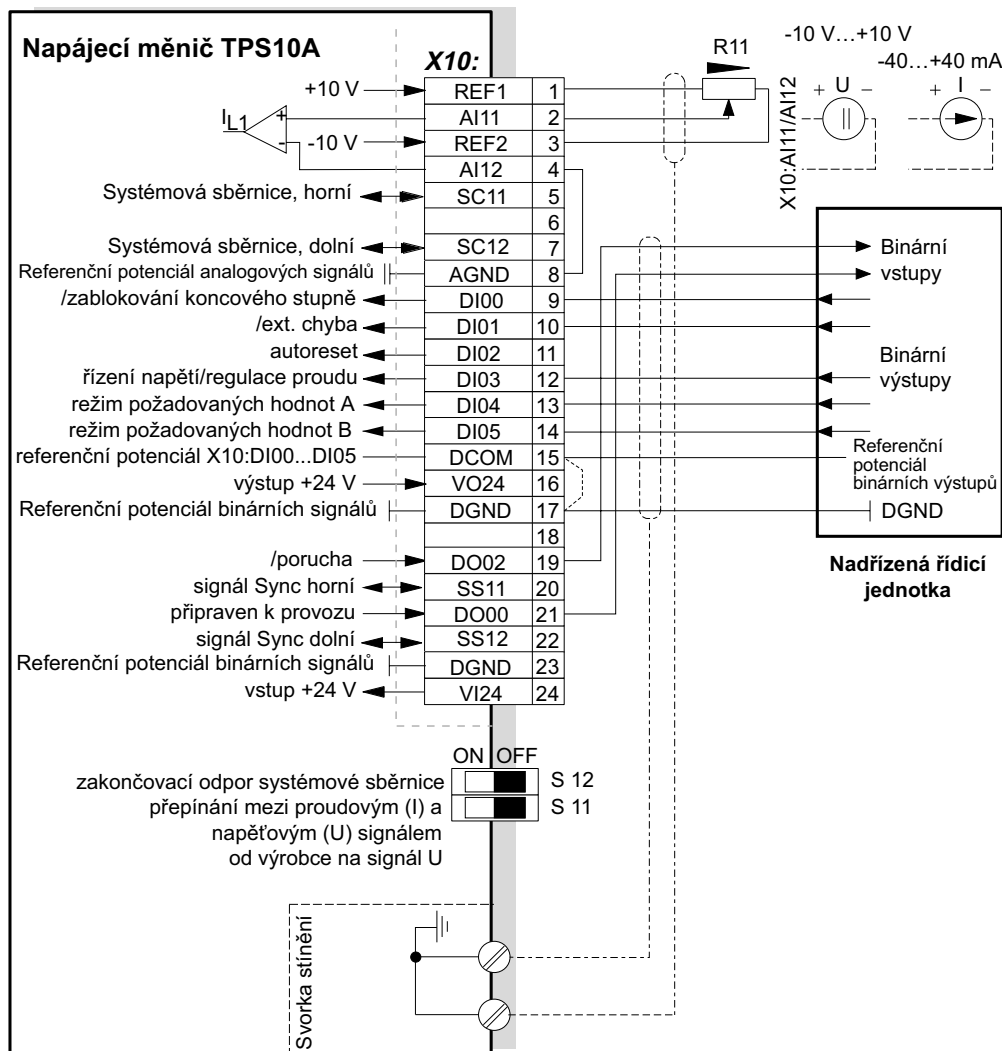 Napájecí měnič TPS10A
X10:
R11
-10 V...+10 V
-40...+40 mA
+ U -
+ I -
X10:AI11/AI12
+10 V
REF1 1
IL1
+
-
AI11 2
-10 V
REF2 3
AI12 4
Systémová sběrnice, horní
SC11 5
6
Systémová sběrnice, dolní
SC12 7
Referenční potenciál analogových signálů
AGND 8
/zablokování koncového stupně
DI00 9
/ext. chyba
DI01 10
autoreset
DI02 11
řízení napětí/regulace proudu
DI03 12
režim požadovaných hodnot A
DI04 13
režim požadovaných hodnot B
DI05 14
referenční potenciál X10:DI00...DI05
DCOM 15
výstup +24 V
VO24 16
Referenční potenciál binárních signálů
DGND 17
18
/porucha
DO02 19
signál Sync horní
SS11 20
připraven k provozu
DO00 21
signál Sync dolní
SS12 22
Referenční potenciál binárních signálů
DGND 23
vstup +24 V
VI24 24
Binární
vstupy
Binární
výstupy
Referenční
potenciál
binárních výstupů
DGND
Nadřízená řídicí
jednotka
ON OFF
zakončovací odpor systémové sběrnice
S 12
přepínání mezi proudovým (I) a
S 11
napěťovým (U) signálem
od výrobce na signál U
Svorka stínění